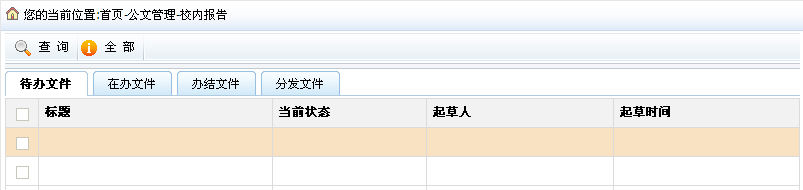 您的当前位置:首页-公文管理-校内报告
查 询 全 部
待办文件 在办文件 办结文件 分发文件
标题 当前状态 起草人 起草时间